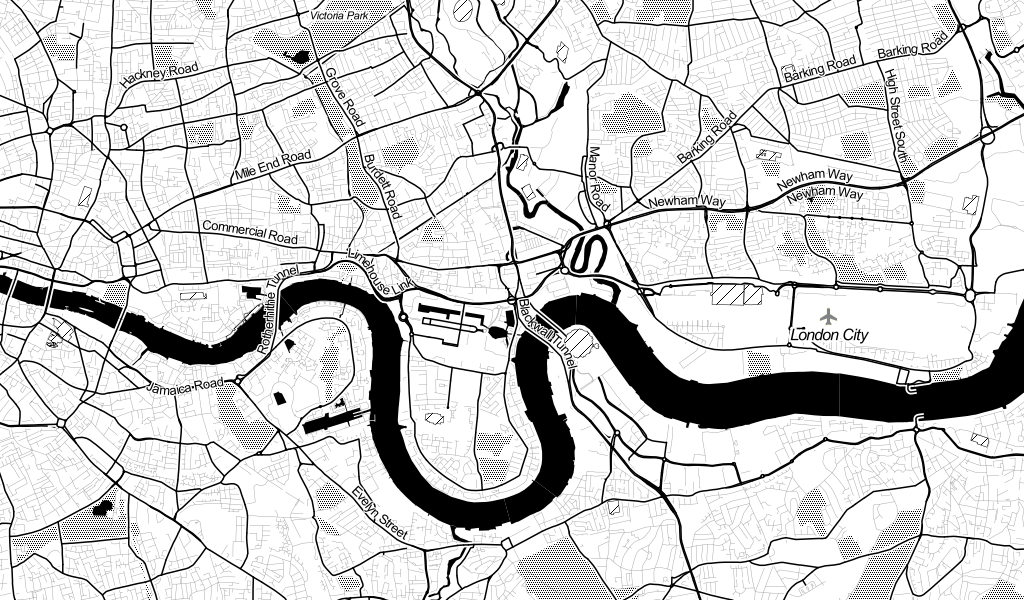 Victoria Park
Barking Road
Hackney Road
Barking Road
Grove Road
High Street South
Barking Road
Mile End Road
Burdett Road
Manor Road
Newham Way
Newham Way
Newham Way
Commercial Road
Limehouse Link
Rotherhithe Tunnel
Blackwall Tunnel
London City
Jamaica Road
Evelyn Street